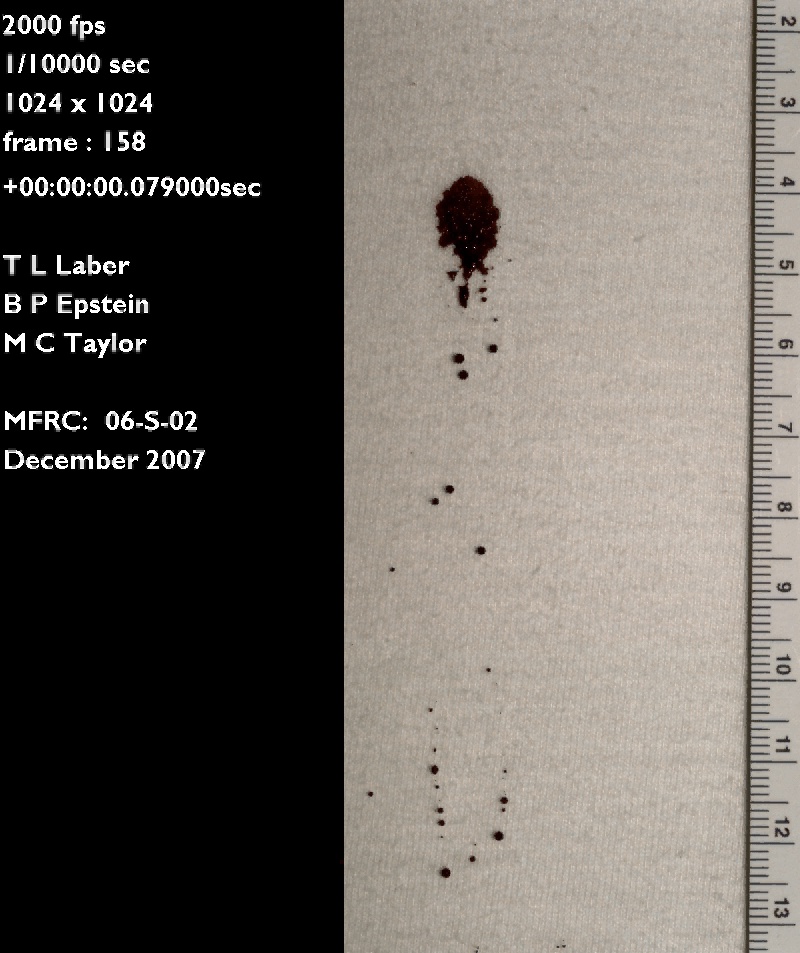 2000 fps
1/10000 sec
1024 x 1024
frame : 158
+00:00:00.079000sec
T L Laber
B P Epstein
M C Taylor
MFRC:  06-S-02
December 2007
2
3
4
5
6
7
8
9
10
11
12
13